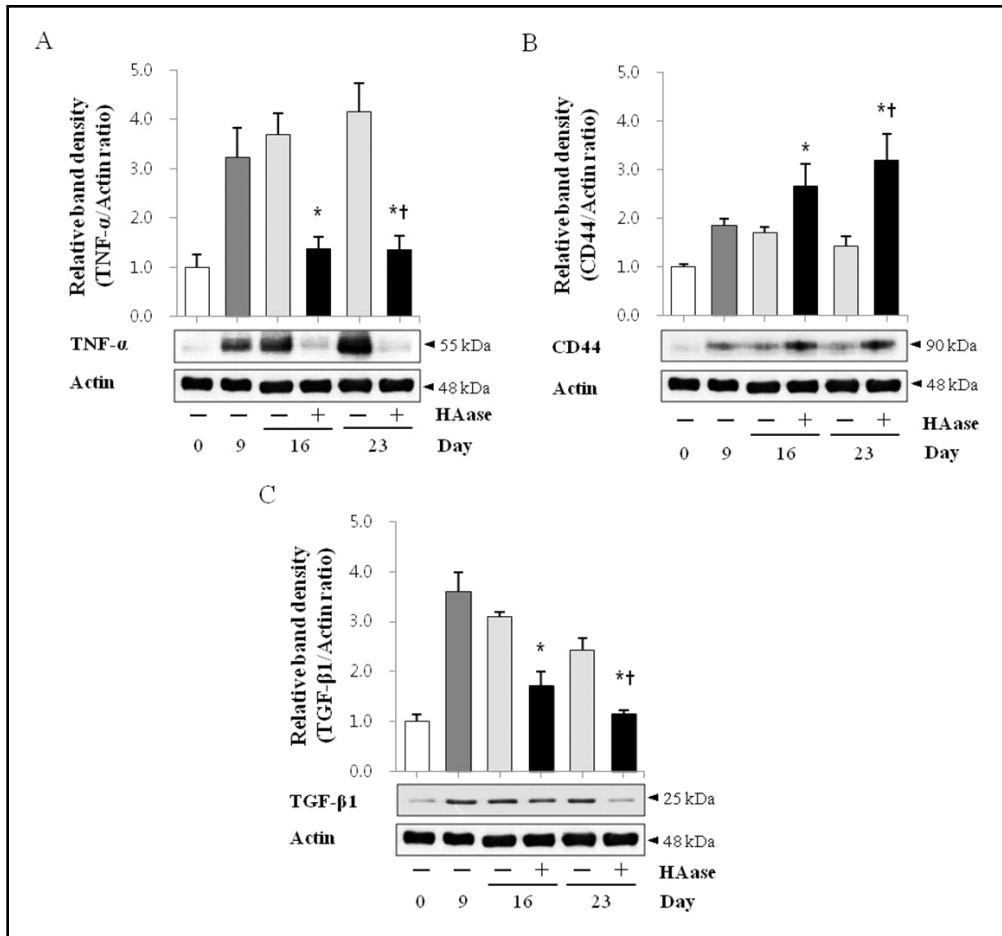 A
Relative band density
(TNF-α/Actin ratio)
5.0
4.0
3.0
2.0
1.0
0.0
*
*†
TNF-α
55 kDa
Actin
48 kDa
− − − + − + HAase
0 9 16 23 Day
B
Relative band density
(CD44/Actin ratio)
5.0
4.0
3.0
2.0
1.0
0.0
*
*†
CD44
90 kDa
Actin
48 kDa
− − − + − + HAase
0 9 16 23 Day
C
Relative band density
(TGF-β1/Actin ratio)
5.0
4.0
3.0
2.0
1.0
0.0
*
*†
TGF-β1
25 kDa
Actin
48 kDa
− − − + − + HAase
0 9 16 23 Day